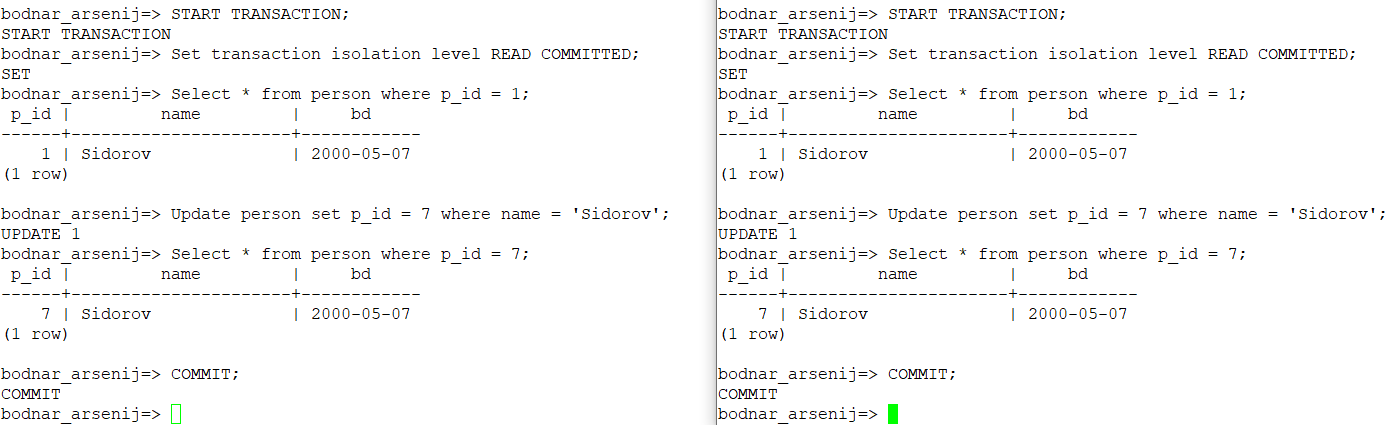 bodnar_arsenij=> START TRANSACTION;
START TRANSACTION
bodnar_arsenij=> Set transaction isolation level READ COMMITTED;
SET
bodnar_arsenij=> Select * from person where p_id = 1;
 p_id |         name         |     bd
------+----------------------+------------
    1 | Sidorov              | 2000-05-07
(1 row)

bodnar_arsenij=> Update person set p_id = 7 where name = 'Sidorov';
UPDATE 1
bodnar_arsenij=> Select * from person where p_id = 7;
 p_id |         name         |     bd
------+----------------------+------------
    7 | Sidorov              | 2000-05-07
(1 row)

bodnar_arsenij=> COMMIT;
COMMIT
bodnar_arsenij=>
bodnar_arsenij=> START TRANSACTION;
START TRANSACTION
bodnar_arsenij=> Set transaction isolation level READ COMMITTED;
SET
bodnar_arsenij=> Select * from person where p_id = 1;
 p_id |         name         |     bd
------+----------------------+------------
    1 | Sidorov              | 2000-05-07
(1 row)

bodnar_arsenij=> Update person set p_id = 7 where name = 'Sidorov';
UPDATE 1
bodnar_arsenij=> Select * from person where p_id = 7;
 p_id |         name         |     bd
------+----------------------+------------
    7 | Sidorov              | 2000-05-07
(1 row)

bodnar_arsenij=> COMMIT;
COMMIT
bodnar_arsenij=>